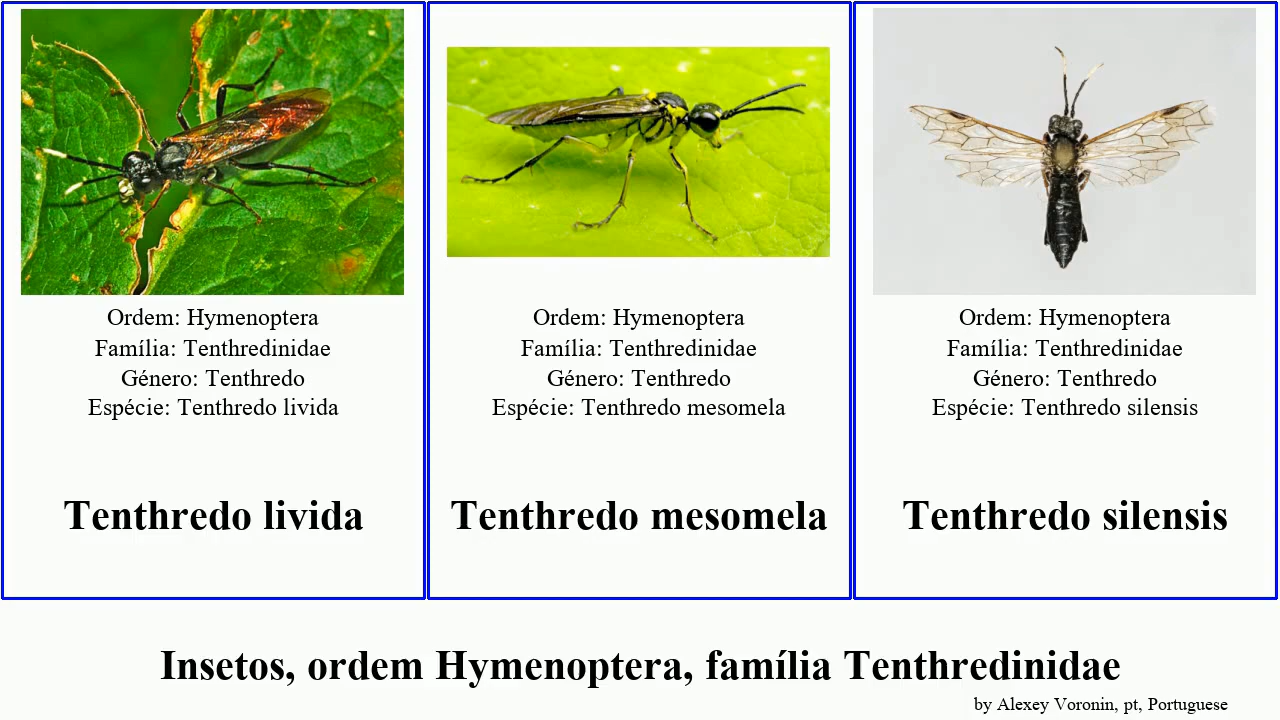 Ordem: Hymenoptera
Família: Tenthredinidae
Género: Tenthredo
Espécie: Tenthredo livida
Tenthredo livida
Ordem: Hymenoptera
Família: Tenthredinidae
Género: Tenthredo
Espécie: Tenthredo mesomela
Tenthredo mesomela
Ordem: Hymenoptera
Família: Tenthredinidae
Género: Tenthredo
Espécie: Tenthredo silensis
Tenthredo silensis
Insetos, ordem Hymenoptera, família Tenthredinidae
by Alexey Voronin, pt, Portuguese